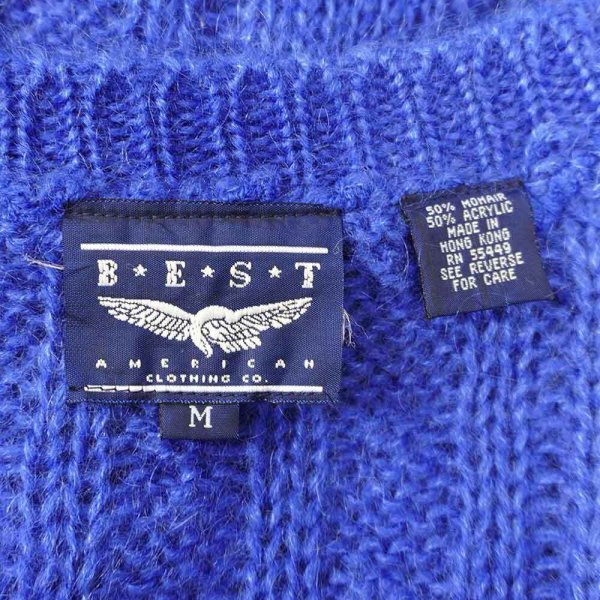 B★E★S★T
AMERICAN
CLOTHING CO.
M
50% MOHAIR
50% ACRYLIC
MADE IN
HONG KONG
RN 55449
SEE REVERSE
FOR CARE